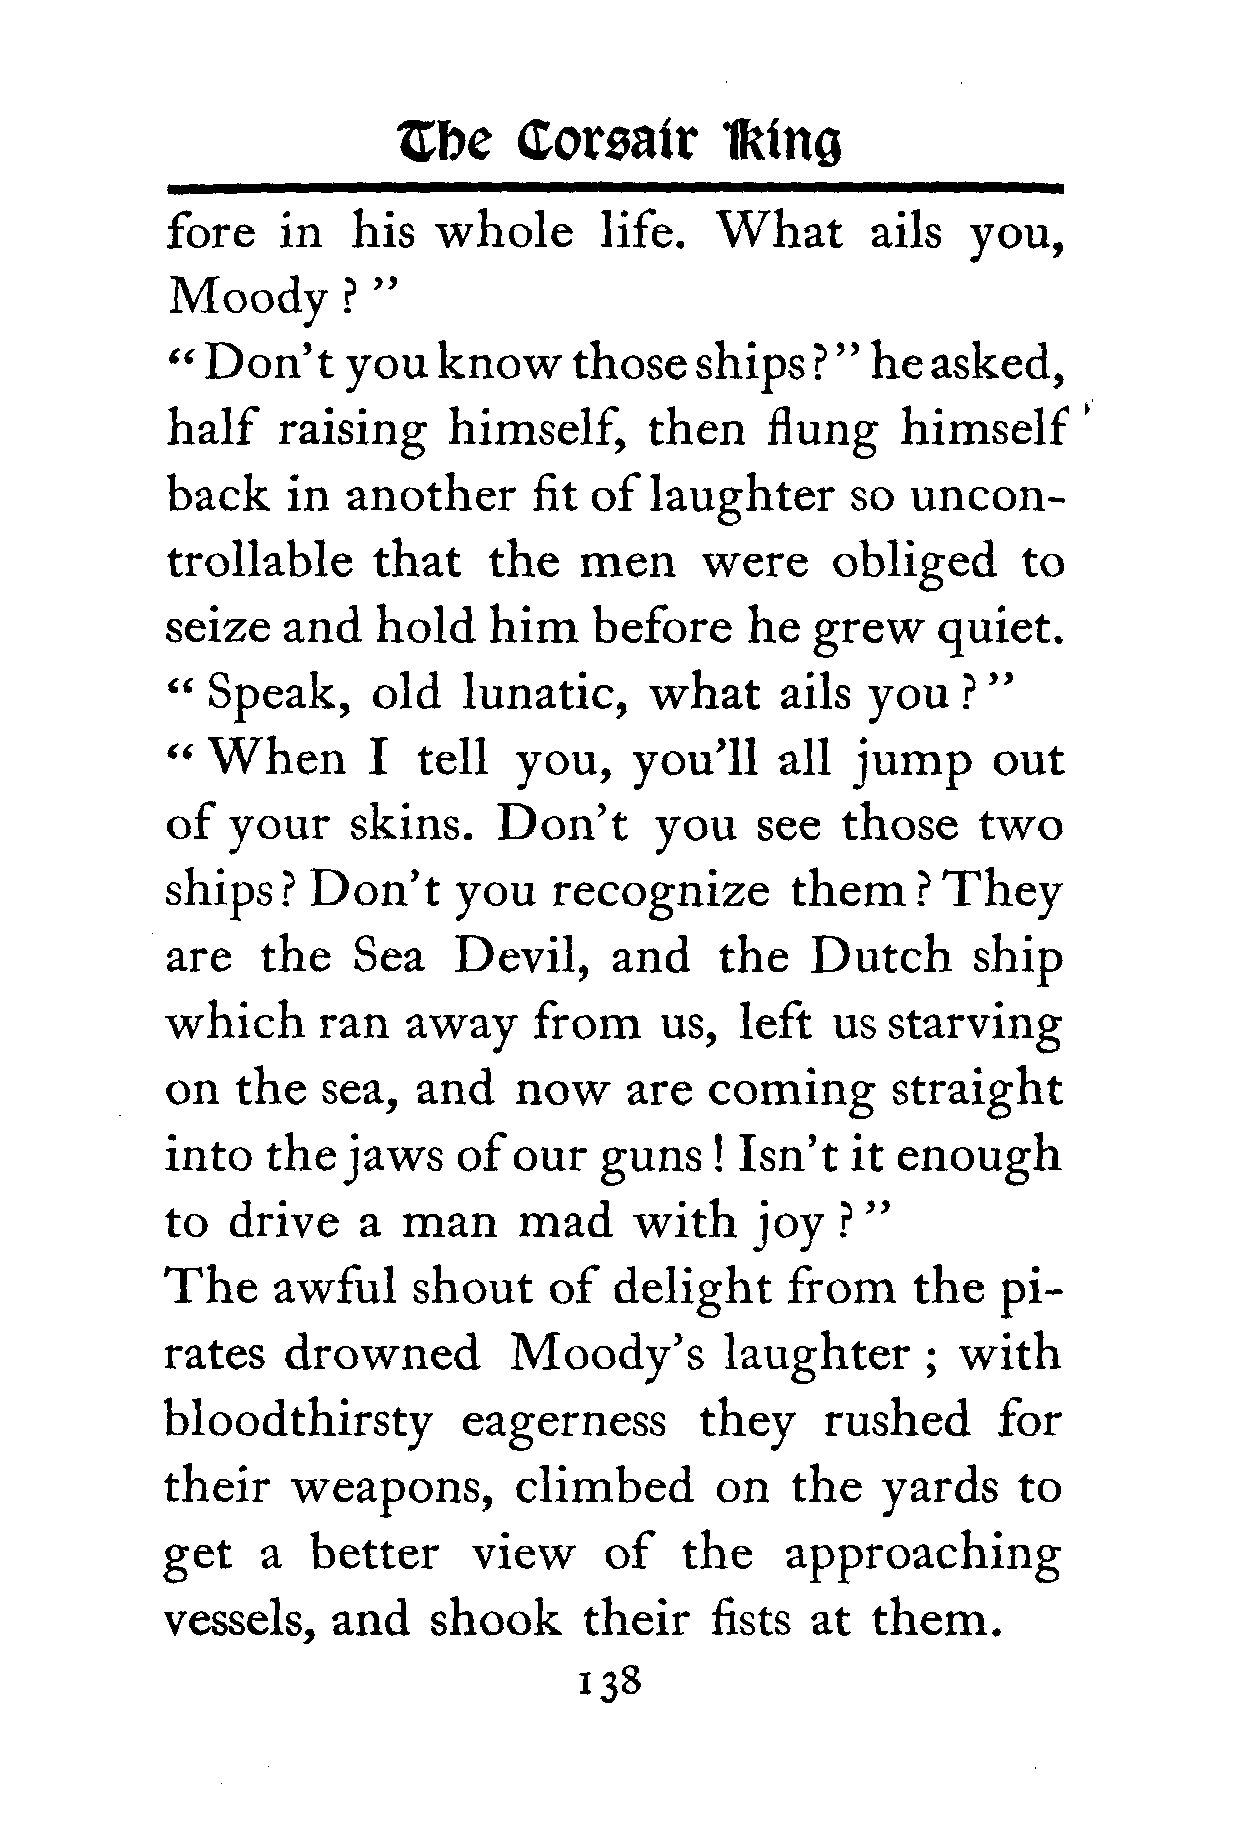 The Corsair King
fore in his whole life. What ails you,
Moody ? ”
“ Don’t you know those ships ? ” he asked,
half raising himself, then flung himself
back in another fit of laughter so uncon-
trollable that the men were obliged to
seize and hold him before he grew quiet.
“ Speak, old lunatic, what ails you ? ”
“ When I tell you, you’ll all jump out
of your skins. Don’t you see those two
ships ? Don’t you recognize them ? They
are the Sea Devil, and the Dutch ship
which ran away from us, left us starving
on the sea, and now are coming straight
into the jaws of our guns ! Isn’t it enough
to drive a man mad with joy ? ”
The awful shout of delight from the pi-
rates drowned Moody’s laughter ; with
bloodthirsty eagerness they rushed for
their weapons, climbed on the yards to
get a better view of the approaching
vessels, and shook their fists at them.
138